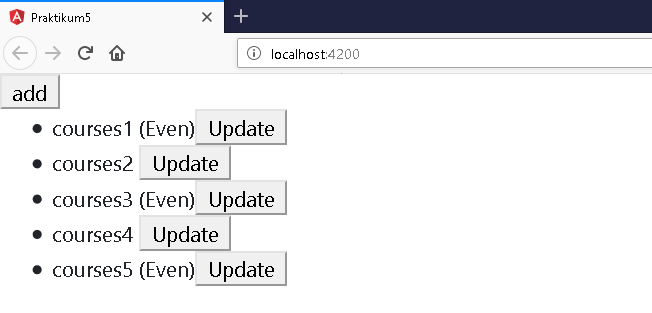 Praktikum5
localhost:4200
add
courses1 (Even) Update
courses2 Update
courses3 (Even) Update
courses4 Update
courses5 (Even) Update